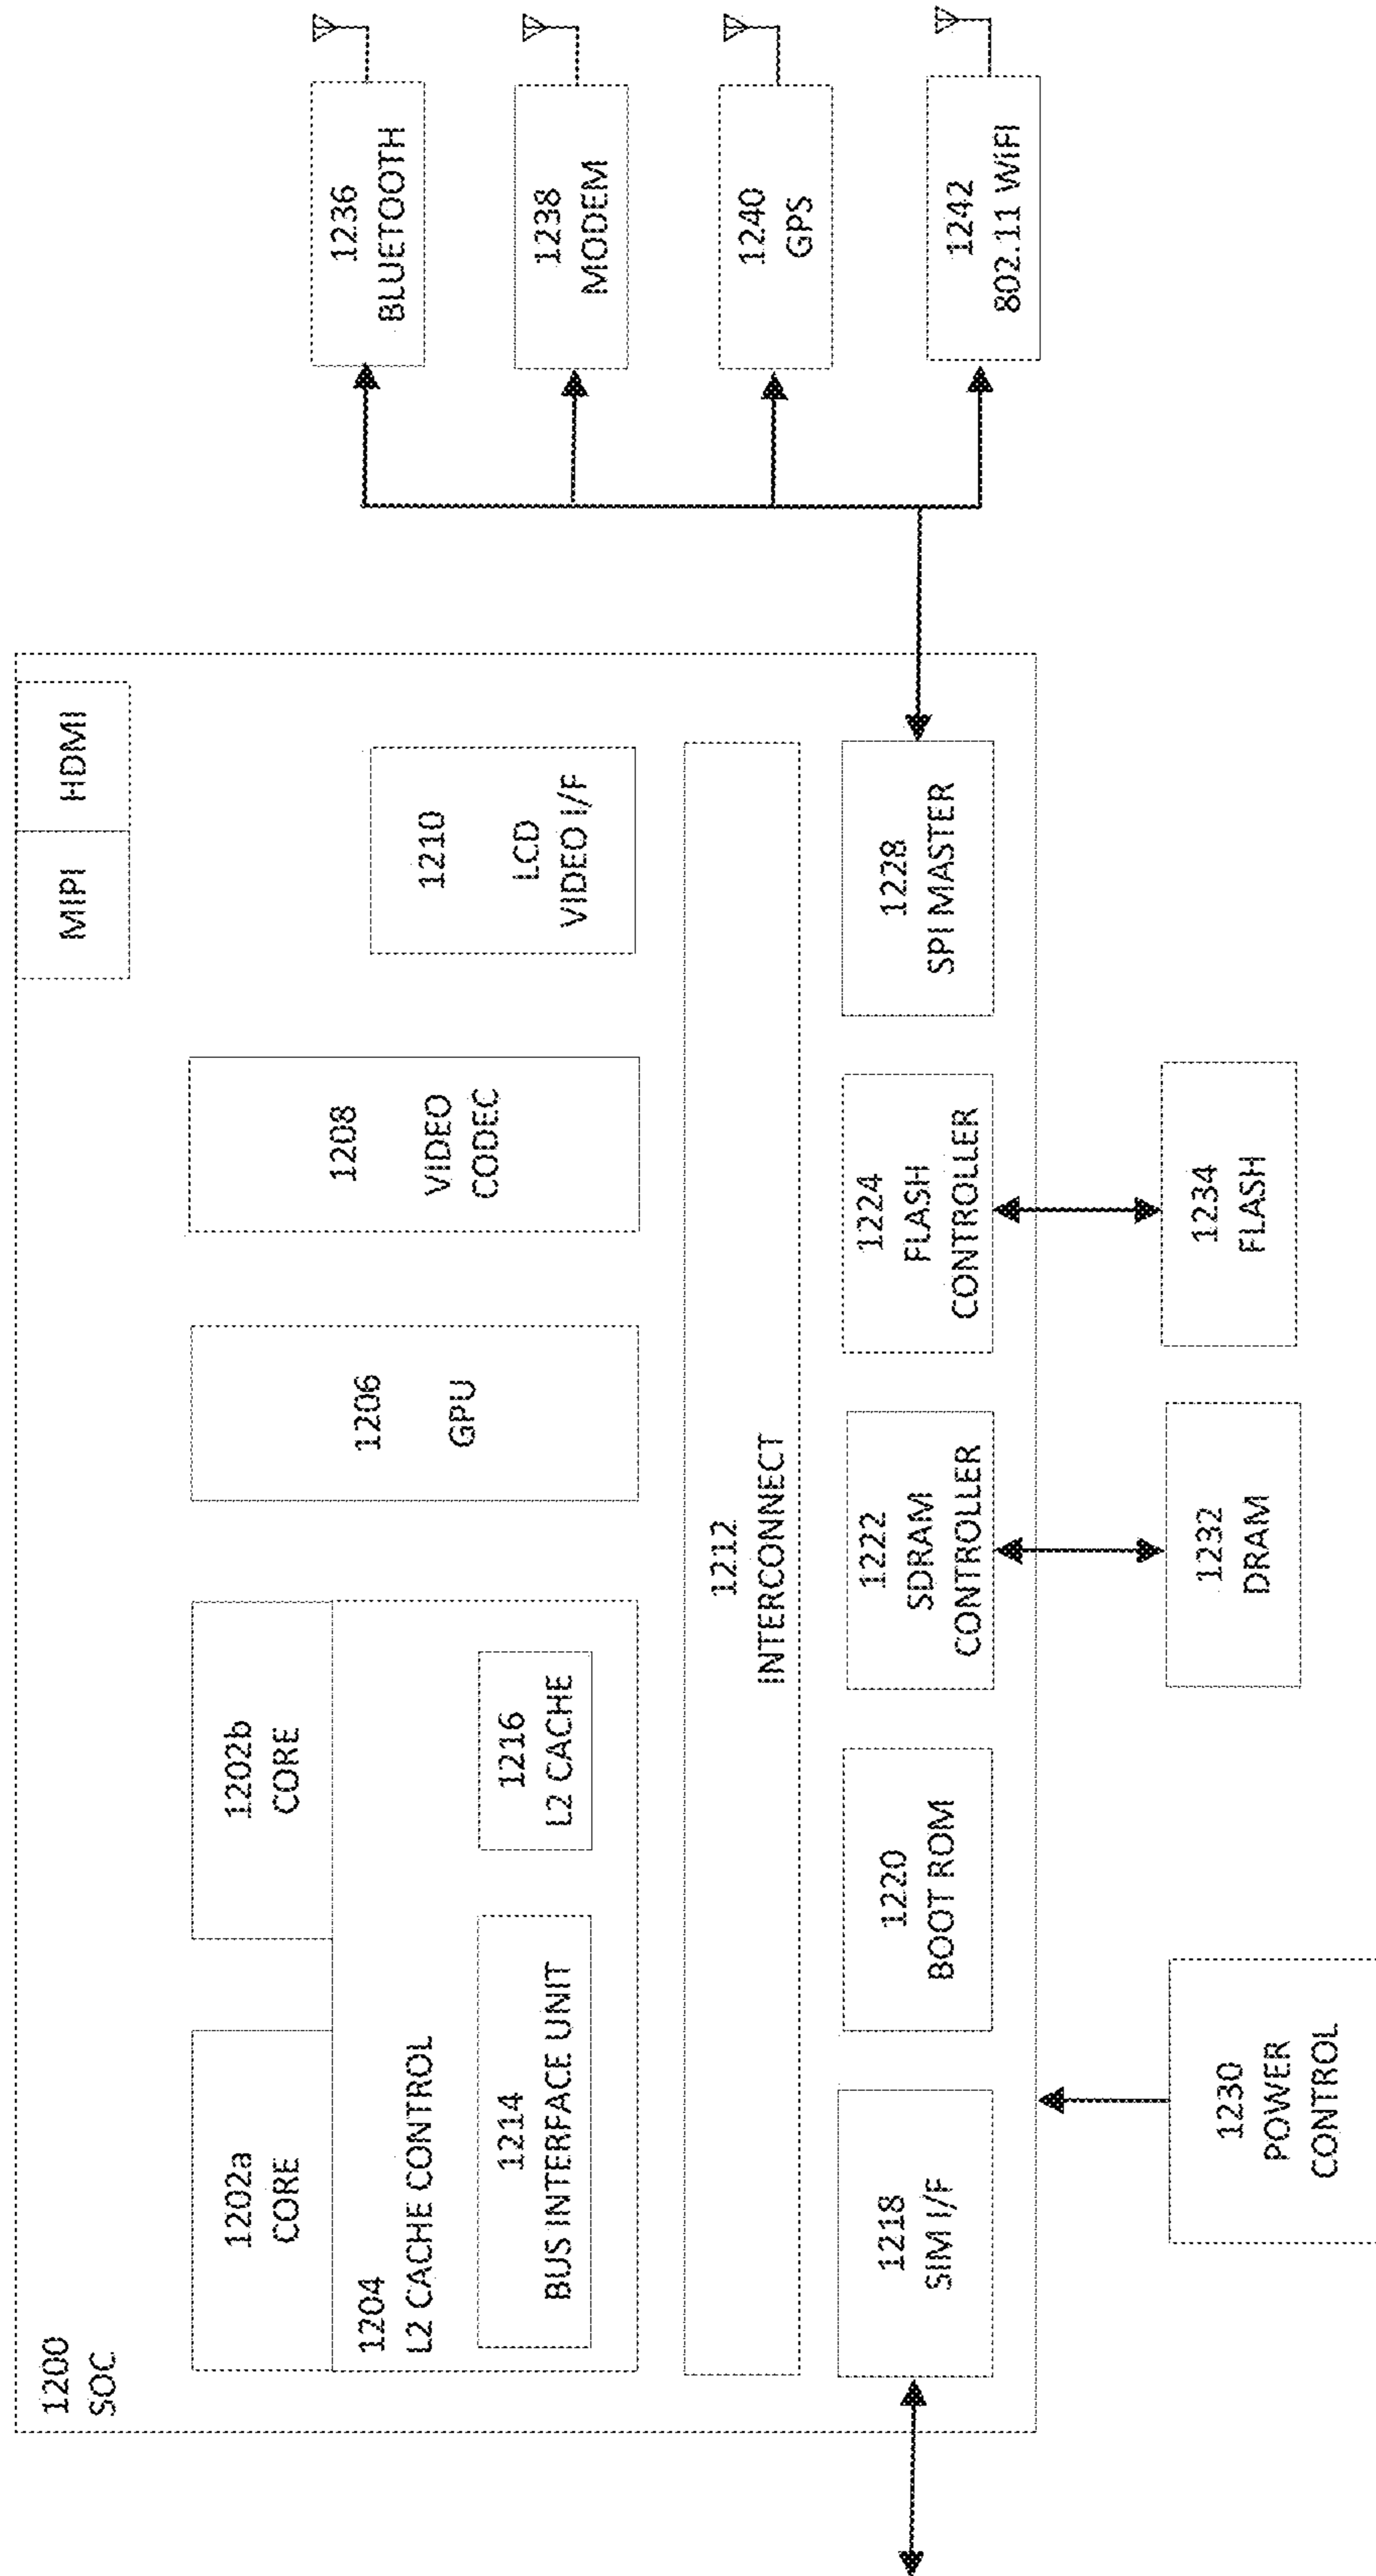 1200
SOC
MIPI
HDMI
1202a
CORE
1202b
CORE
1204
L2 CACHE CONTROL
1214
BUS INTERFACE UNIT
1216
L2 CACHE
1206
GPU
1208
VIDEO
CODEC
1210
LCD
VIDEO I/F
1212
INTERCONNECT
1218
SIM I/F
1220
BOOT ROM
1222
SDRAM
CONTROLLER
1224
FLASH
CONTROLLER
1228
SPI MASTER
1230
POWER
CONTROL
1232
DRAM
1234
FLASH
1236
BLUETOOTH
1238
MODEM
1240
GPS
1242
802.11 WiFi